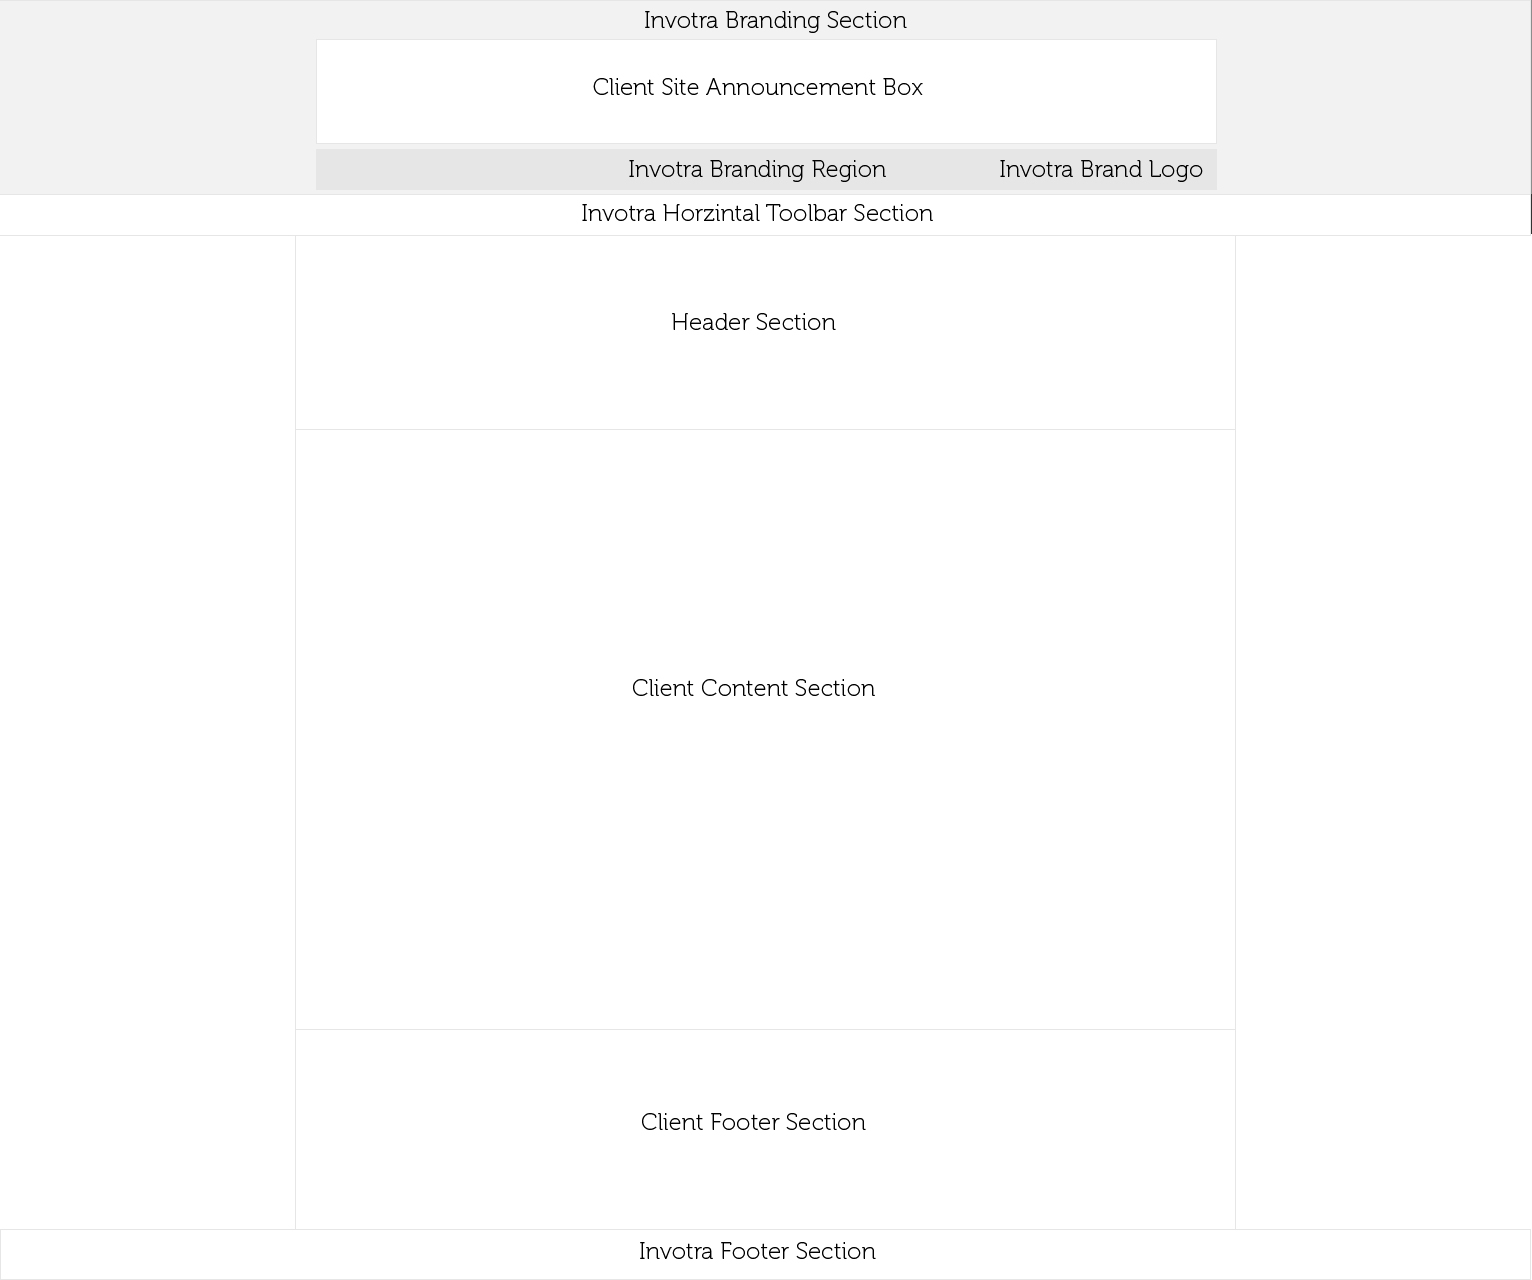 Invotra Branding Section
Client Site Announcement Box
Invotra Branding Region Invotra Brand Logo
Invotra Horzintal Toolbar Section
Header Section
Client Content Section
Client Footer Section
Invotra Footer Section